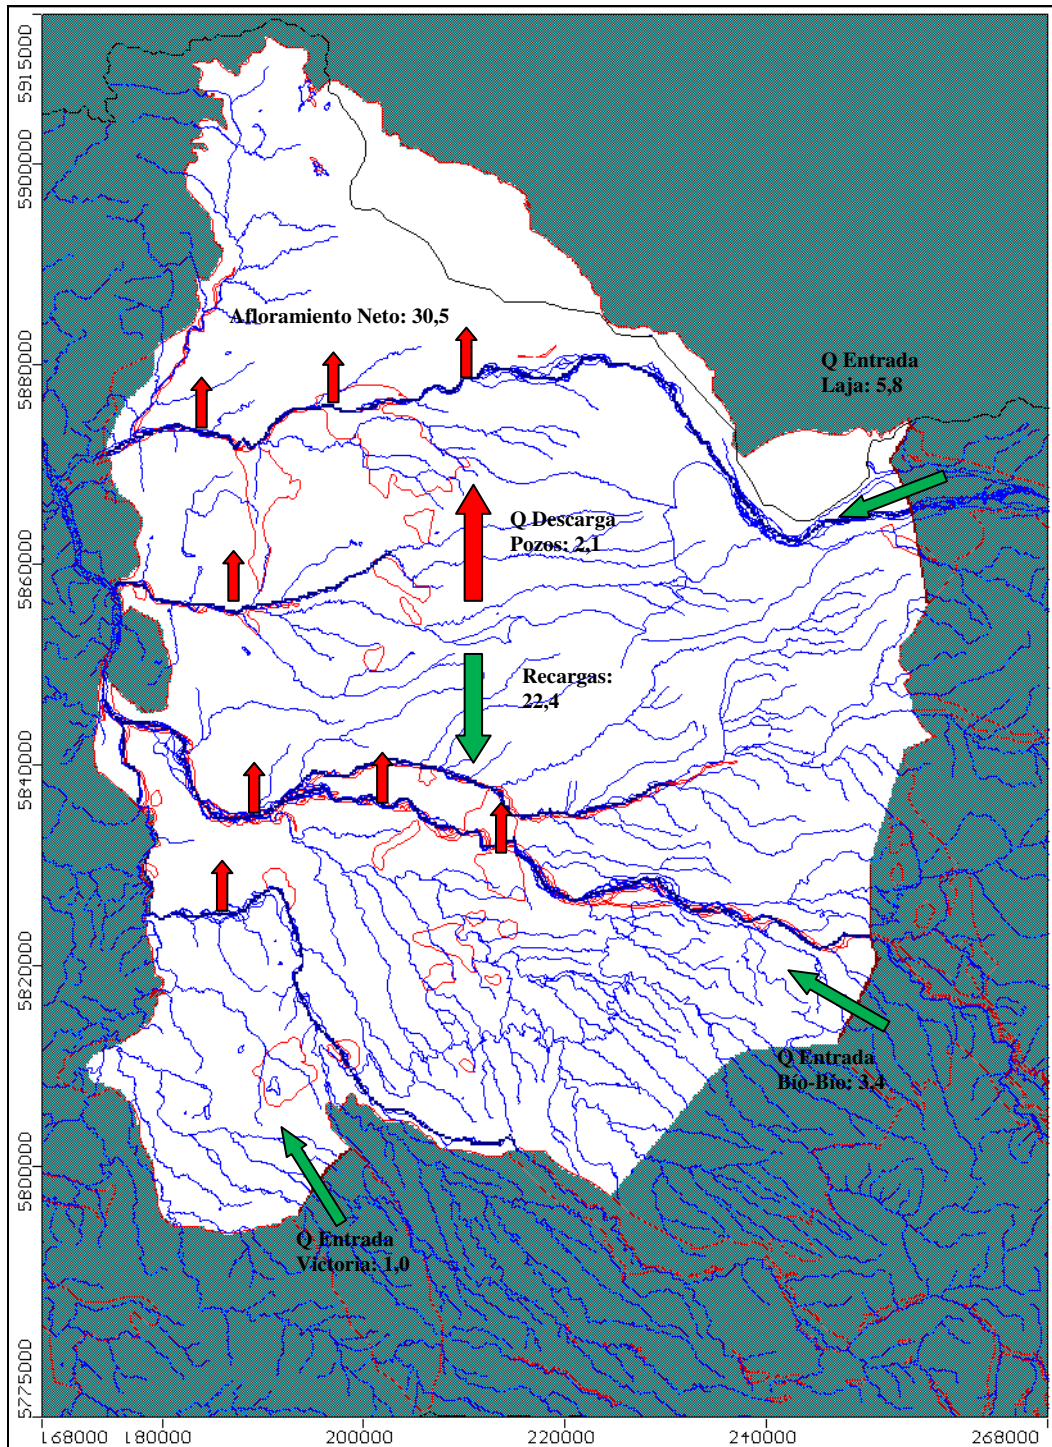 5915000
5900000
Afloramiento Neto: 30,5
5880000
Q Entrada
Laja: 5,8
Q Descarga
Pozos: 2,1
5860000
Recargas:
22,4
5840000
5820000
Q Entrada
Bío-Bío: 3,4
5800000
Q Entrada
Victoria: 1,0
5775000
168000
180000
200000
220000
240000
268000